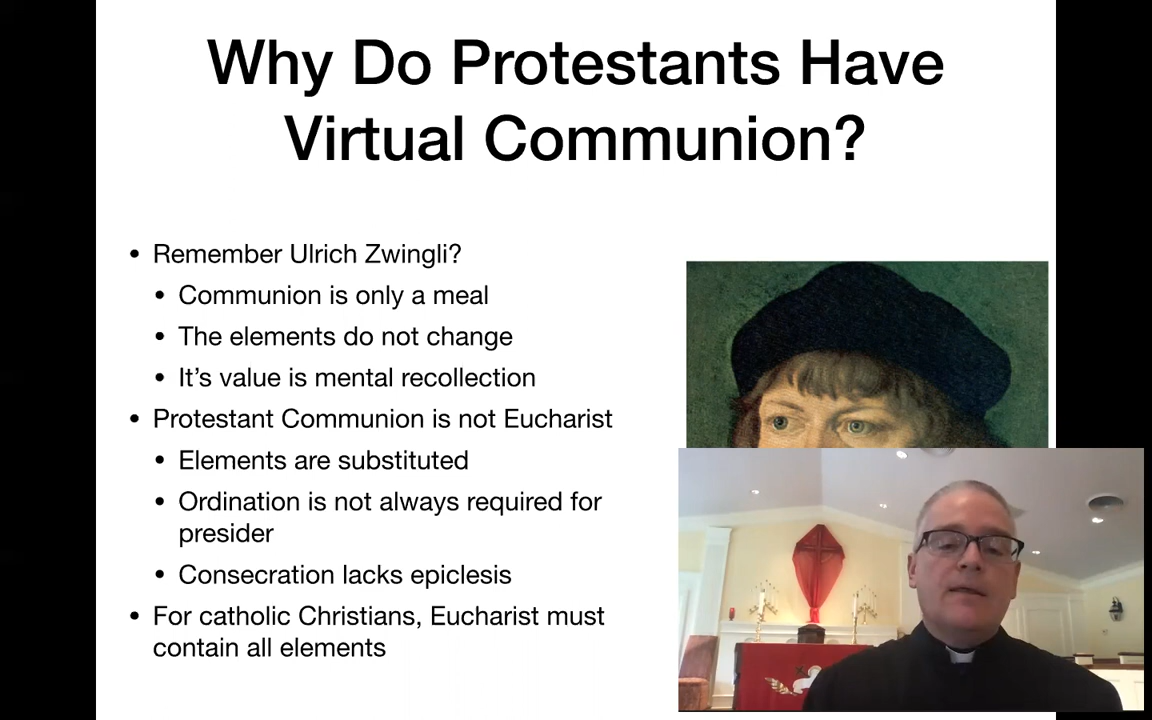 Why Do Protestants Have
Virtual Communion?
• Remember Ulrich Zwingli?
• Communion is only a meal
• The elements do not change
• It’s value is mental recollection
• Protestant Communion is not Eucharist
• Elements are substituted
• Ordination is not always required for
presider
• Consecration lacks epiclesis
• For catholic Christians, Eucharist must
contain all elements